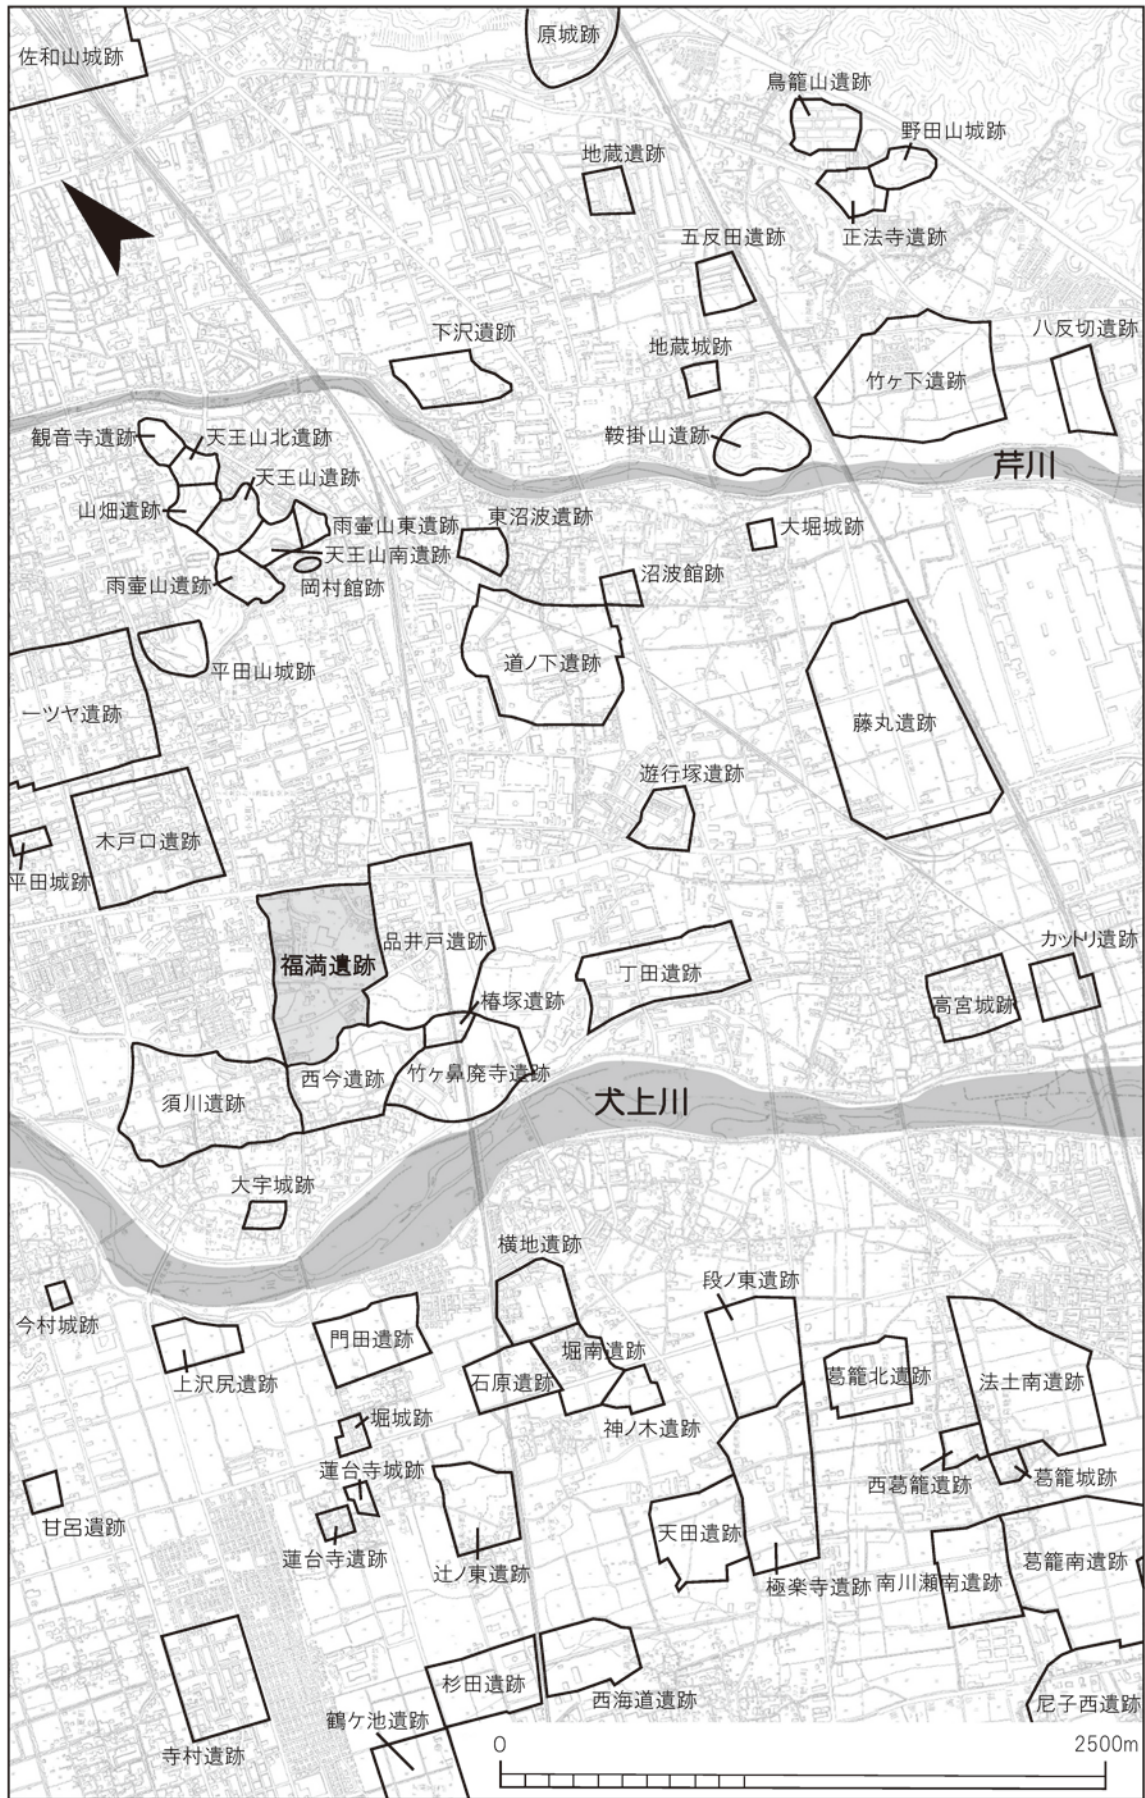 佐和山城跡
原城跡
鳥籠山遺跡
野田山城跡
地蔵遺跡
正法寺遺跡
五反田遺跡
下沢遺跡
地蔵城跡
八反切遺跡
竹ヶ下遺跡
観音寺遺跡
天王山北遺跡
鞍掛山遺跡
芹川
天王山遺跡
山畑遺跡
雨壷山東遺跡
東沼波遺跡
大堀城跡
天王山南遺跡
雨壷山遺跡
岡村館跡
沼波館跡
平田山城跡
道ノ下遺跡
一ツヤ遺跡
藤丸遺跡
遊行塚遺跡
木戸口遺跡
平田城跡
品井戸遺跡
カットリ遺跡
福満遺跡
丁田遺跡
椿塚遺跡
高宮城跡
西今遺跡
竹ヶ鼻廃寺遺跡
須川遺跡
犬上川
大宇城跡
横地遺跡
段ノ東遺跡
今村城跡
門田遺跡
堀南遺跡
上沢尻遺跡
石原遺跡
葛籠北遺跡
法土南遺跡
堀城跡
神ノ木遺跡
蓮台寺城跡
西葛籠遺跡
葛籠城跡
甘呂遺跡
天田遺跡
蓮台寺遺跡
辻ノ東遺跡
極楽寺遺跡
南川瀬南遺跡
葛籠南遺跡
杉田遺跡
西海道遺跡
尼子西遺跡
鶴ケ池遺跡
寺村遺跡
0
2500m